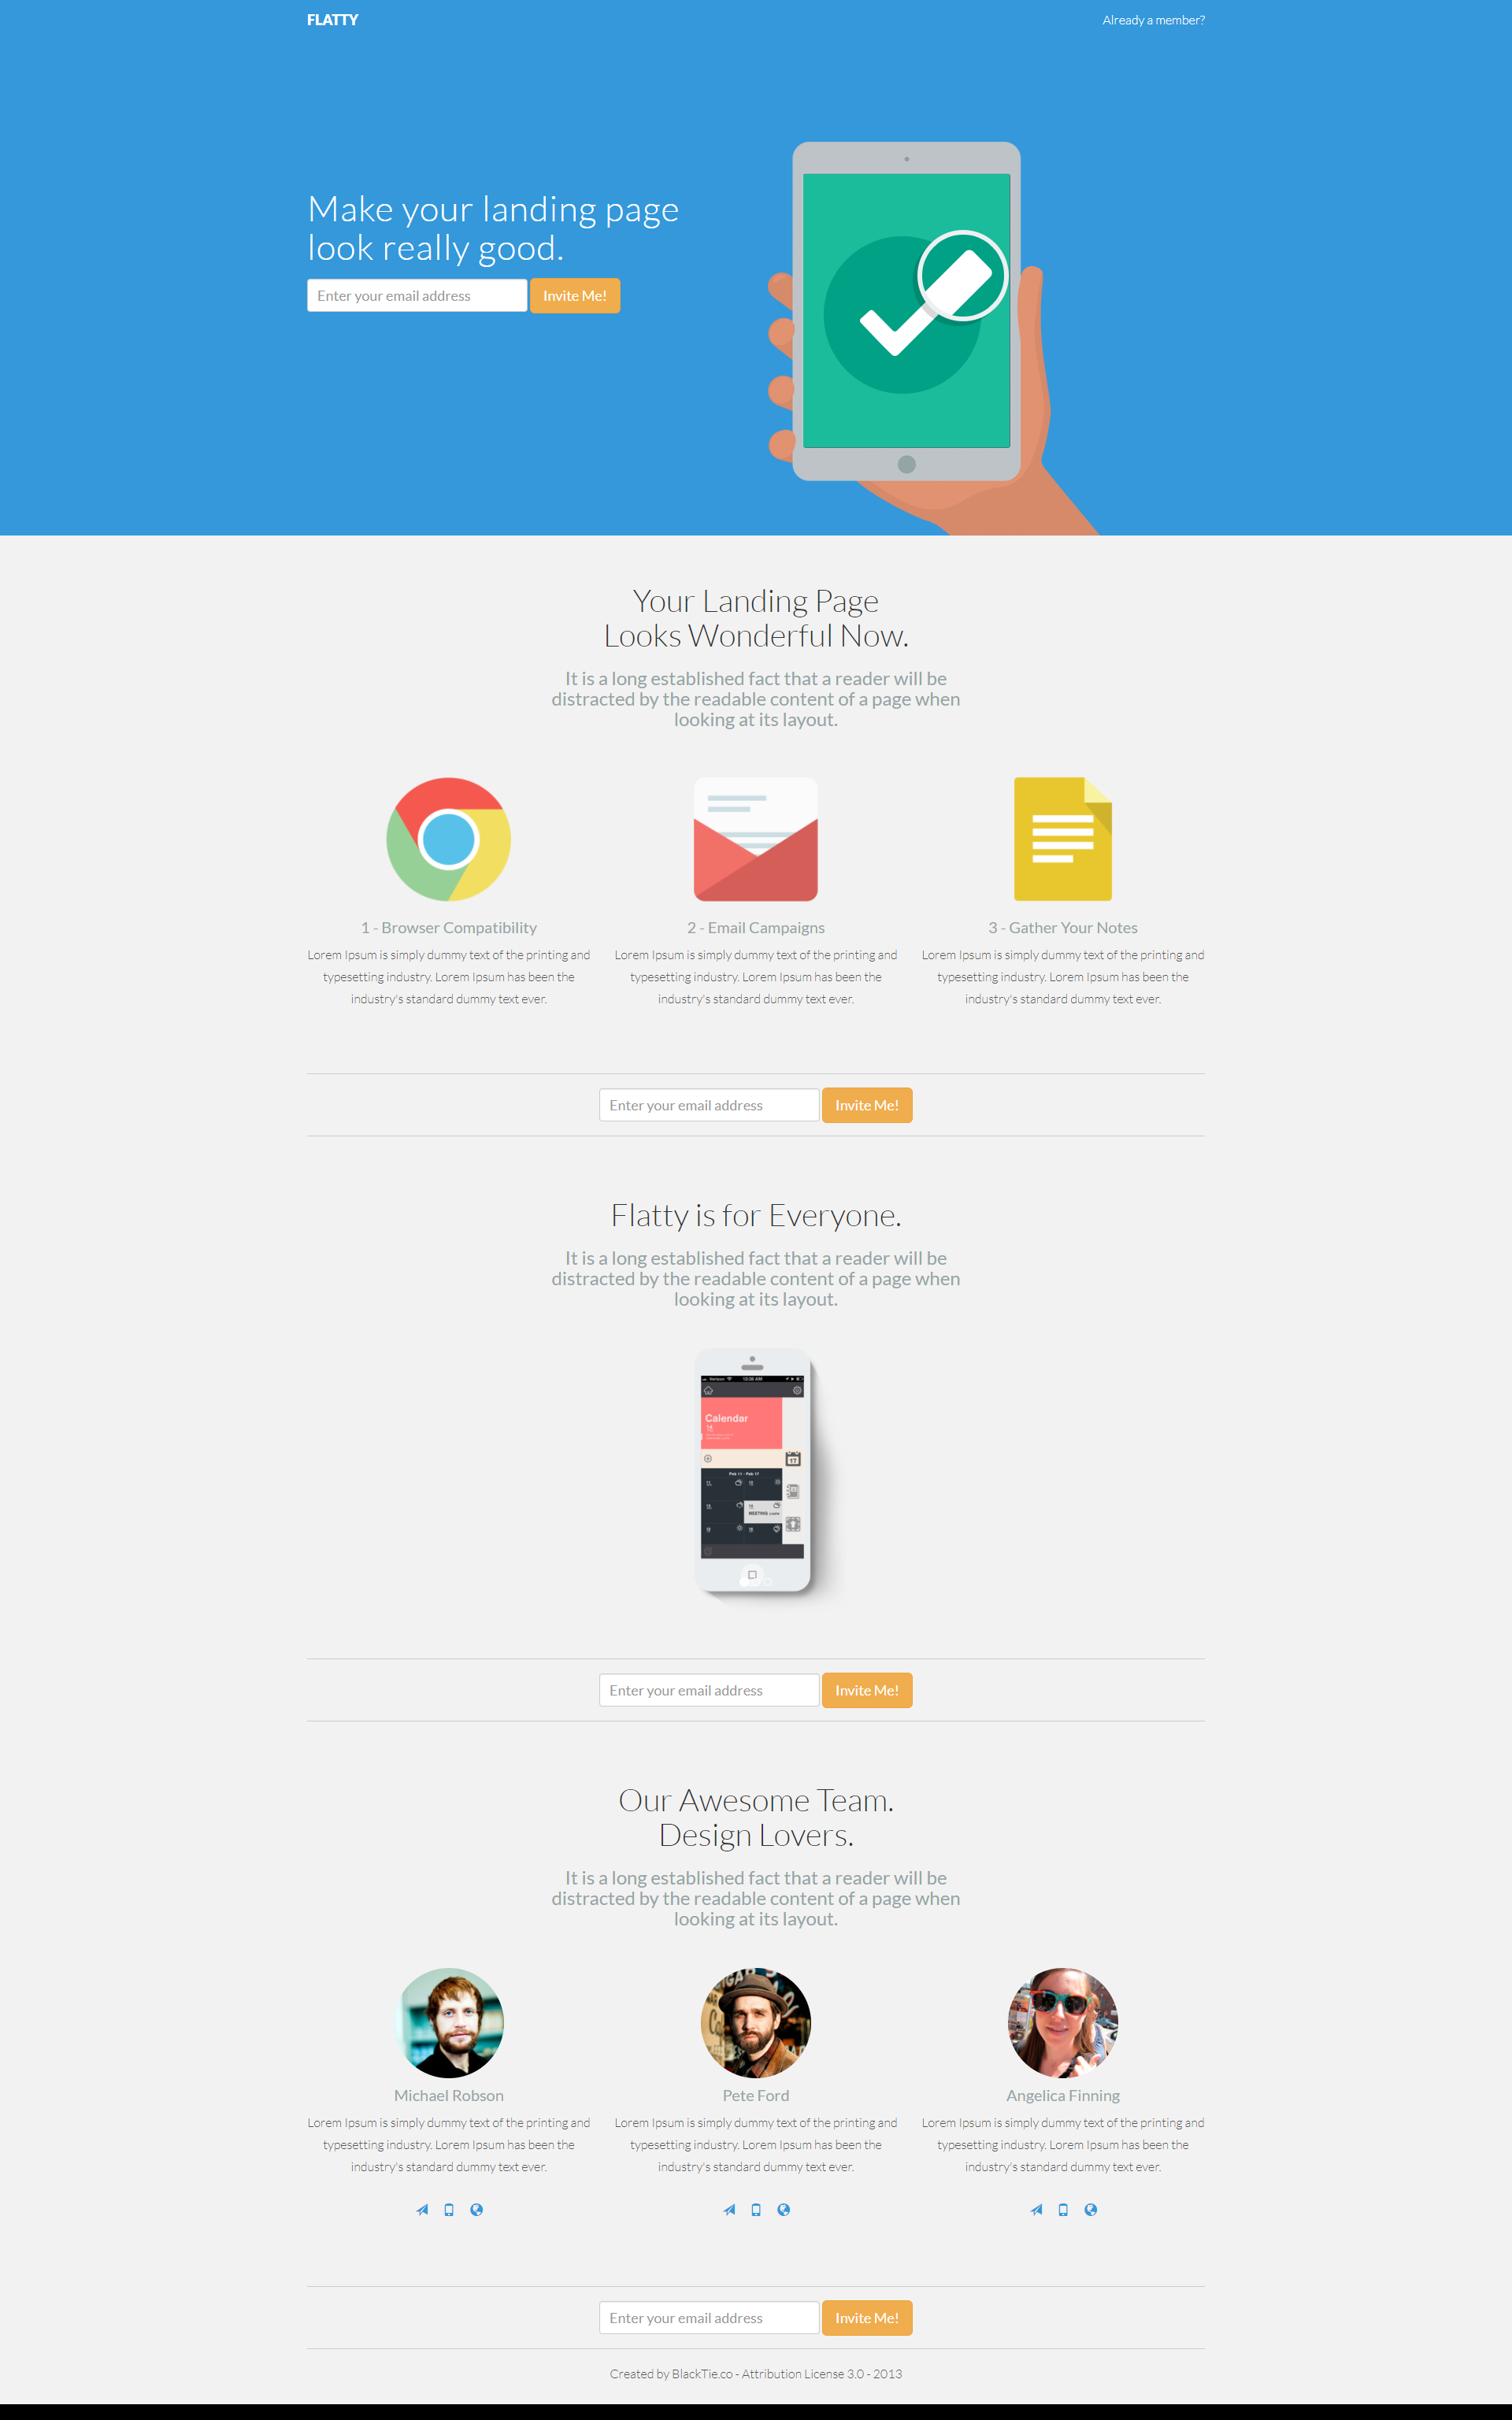 FLATTY
Already a member?
Make your landing page
look really good.
Enter your email address
Invite Me!
Your Landing Page
Looks Wonderful Now.
It is a long established fact that a reader will be
distracted by the readable content of a page when
looking at its layout.
1 - Browser Compatibility
Lorem Ipsum is simply dummy text of the printing and
typesetting industry. Lorem Ipsum has been the
industry's standard dummy text ever.
2 - Email Campaigns
Lorem Ipsum is simply dummy text of the printing and
typesetting industry. Lorem Ipsum has been the
industry's standard dummy text ever.
3 - Gather Your Notes
Lorem Ipsum is simply dummy text of the printing and
typesetting industry. Lorem Ipsum has been the
industry's standard dummy text ever.
Enter your email address
Invite Me!
Flatty is for Everyone.
It is a long established fact that a reader will be
distracted by the readable content of a page when
looking at its layout.
Calendar
17
Feb 11 - Feb 17
MEETING
Enter your email address
Invite Me!
Our Awesome Team.
Design Lovers.
It is a long established fact that a reader will be
distracted by the readable content of a page when
looking at its layout.
Michael Robson
Lorem Ipsum is simply dummy text of the printing and
typesetting industry. Lorem Ipsum has been the
industry's standard dummy text ever.
Pete Ford
Lorem Ipsum is simply dummy text of the printing and
typesetting industry. Lorem Ipsum has been the
industry's standard dummy text ever.
Angelica Finning
Lorem Ipsum is simply dummy text of the printing and
typesetting industry. Lorem Ipsum has been the
industry's standard dummy text ever.
Enter your email address
Invite Me!
Created by BlackTie.co - Attribution License 3.0 - 2013